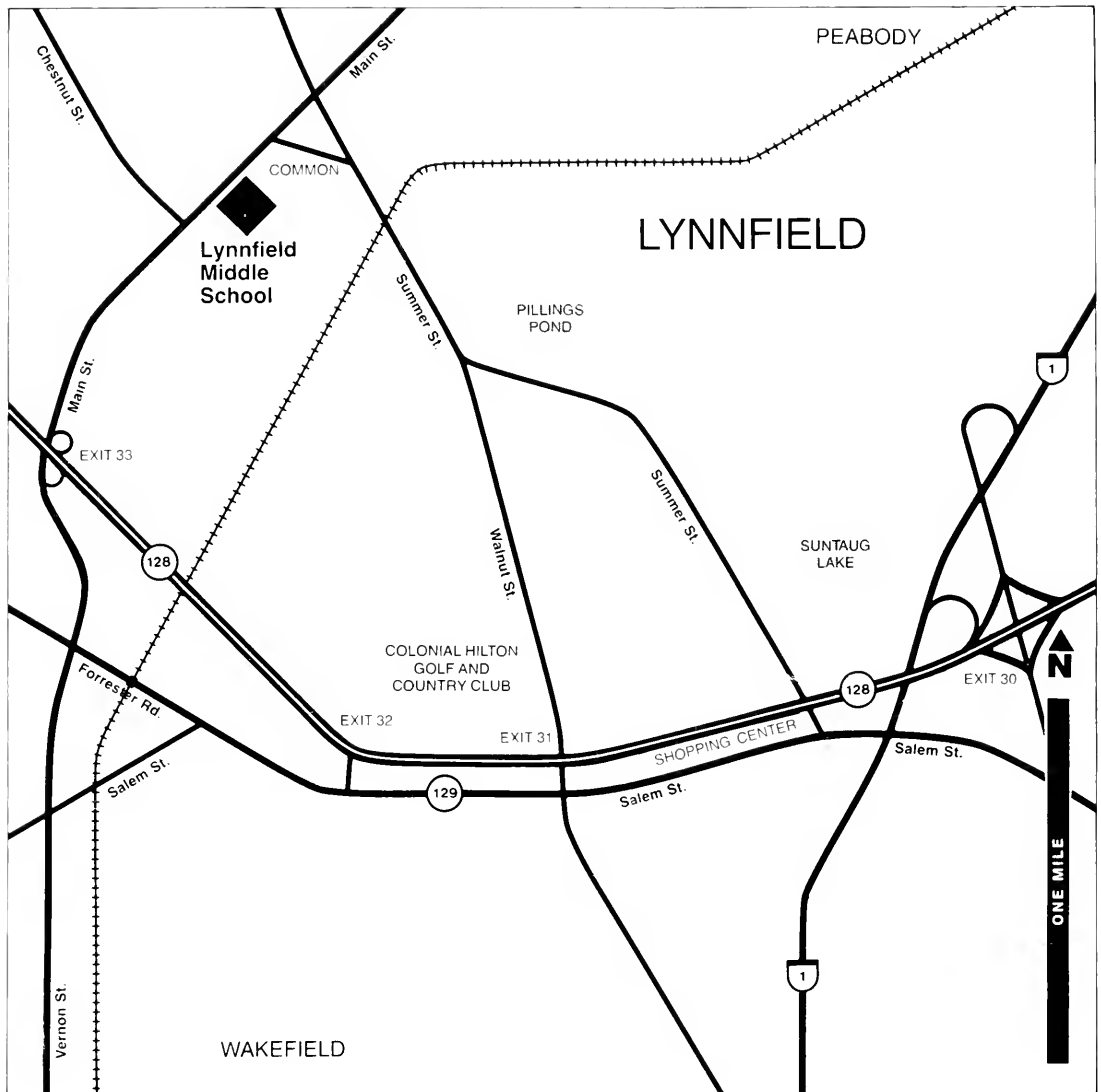 PEABODY
Main St.
Chestnut St.
COMMON
LYNNFIELD
Lynnfield
Middle
School
Summer St.
PILLINGS
POND
1
Main St.
EXIT 33
Summer St.
Walnut St.
SUNTAUG
LAKE
128
COLONIAL HILTON
GOLF AND
COUNTRY CLUB
N
Forrester Rd.
128
EXIT 30
EXIT 32
EXIT 31
SHOPPING CENTER
Salem St.
Salem St.
129
Salem St.
ONE MILE
1
Vernon St.
WAKEFIELD